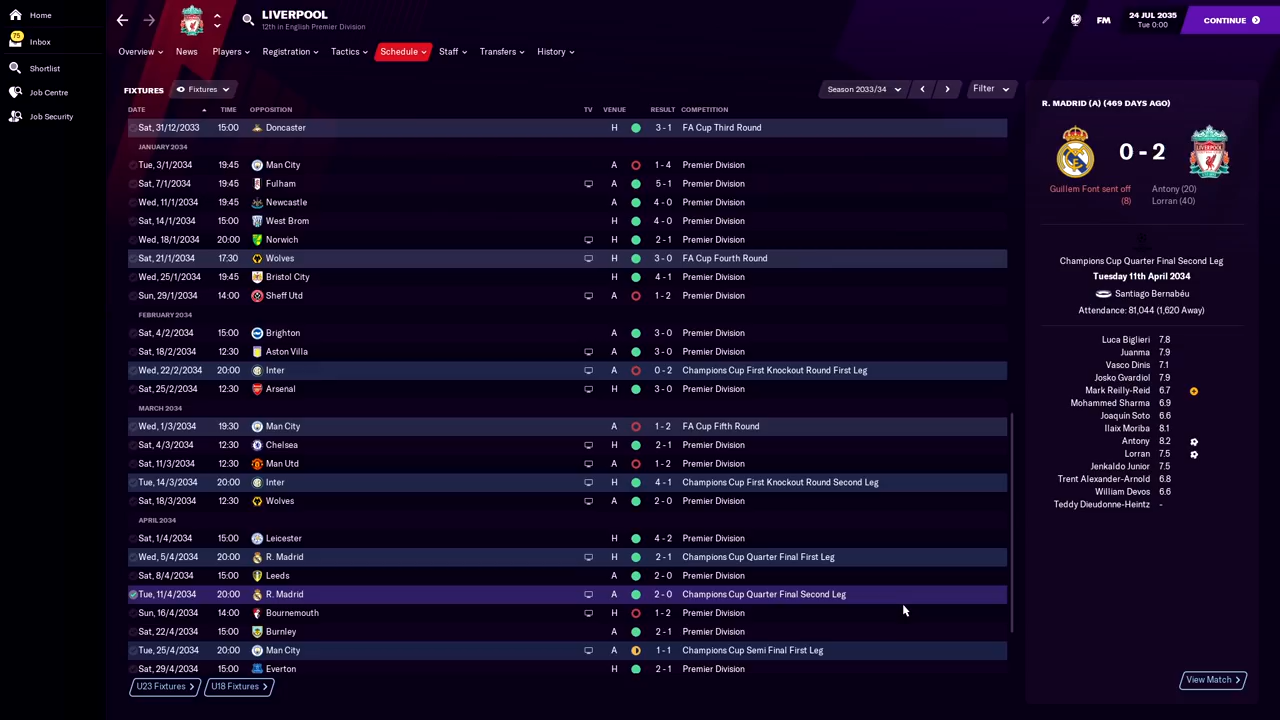 Home
75
Inbox
Shortlist
Job Centre
Job Security
LIVERPOOL
12th in English Premier Division
FM
24 JUL 2035
Tue 0:00
CONTINUE
Overview
News
Players
Registration
Tactics
Schedule
Staff
Transfers
History
FIXTURES
Fixtures
Season 2033/34
Filter
DATE TIME OPPOSITION TV VENUE RESULT COMPETITION
Sat, 31/12/2033 15:00 Doncaster H 3 - 1 FA Cup Third Round
JANUARY 2034
Tue, 3/1/2034 19:45 Man City A 1 - 4 Premier Division
Sat, 7/1/2034 19:45 Fulham A 5 - 1 Premier Division
Wed, 11/1/2034 19:45 Newcastle A 4 - 0 Premier Division
Sat, 14/1/2034 15:00 West Brom H 4 - 0 Premier Division
Wed, 18/1/2034 20:00 Norwich H 2 - 1 Premier Division
Sat, 21/1/2034 17:30 Wolves H 3 - 0 FA Cup Fourth Round
Wed, 25/1/2034 19:45 Bristol City H 4 - 1 Premier Division
Sun, 29/1/2034 14:00 Sheff Utd A 1 - 2 Premier Division
FEBRUARY 2034
Sat, 4/2/2034 15:00 Brighton A 3 - 0 Premier Division
Sat, 18/2/2034 12:30 Aston Villa A 3 - 0 Premier Division
Wed, 22/2/2034 20:00 Inter A 0 - 2 Champions Cup First Knockout Round First Leg
Sat, 25/2/2034 12:30 Arsenal H 3 - 0 Premier Division
MARCH 2034
Wed, 1/3/2034 19:30 Man City A 1 - 2 FA Cup Fifth Round
Sat, 4/3/2034 12:30 Chelsea H 2 - 1 Premier Division
Sat, 11/3/2034 12:30 Man Utd A 1 - 2 Premier Division
Tue, 14/3/2034 20:00 Inter H 4 - 1 Champions Cup First Knockout Round Second Leg
Sat, 18/3/2034 12:30 Wolves A 2 - 0 Premier Division
APRIL 2034
Sat, 1/4/2034 15:00 Leicester H 4 - 2 Premier Division
Wed, 5/4/2034 20:00 R. Madrid H 2 - 1 Champions Cup Quarter Final First Leg
Sat, 8/4/2034 15:00 Leeds A 2 - 0 Premier Division
Tue, 11/4/2034 20:00 R. Madrid A 2 - 0 Champions Cup Quarter Final Second Leg
Sun, 16/4/2034 14:00 Bournemouth H 1 - 2 Premier Division
Sat, 22/4/2034 15:00 Burnley A 2 - 1 Premier Division
Tue, 25/4/2034 20:00 Man City A 1 - 1 Champions Cup Semi Final First Leg
Sat, 29/4/2034 15:00 Everton H 2 - 1 Premier Division
U23 Fixtures
U18 Fixtures
R. MADRID (A) (469 DAYS AGO)
0 - 2
Guillem Font sent off Antony (20)
(8) Lorran (40)
Champions Cup Quarter Final Second Leg
Tuesday 11th April 2034
Santiago Bernabéu
Attendance: 81,044 (1,620 Away)
Luca Biglieri 7.8
Juanma 7.9
Vasco Dinis 7.1
Josko Gvardiol 7.9
Mark Reilly-Reid 6.7
Mohammed Sharma 6.9
Joaquín Soto 6.6
Ilaix Moriba 8.1
Antony 8.2
Lorran 7.5
Jenkaldo Junior 7.5
Trent Alexander-Arnold 6.8
William Devos 6.6
Teddy Dieudonne-Heintz -
View Match